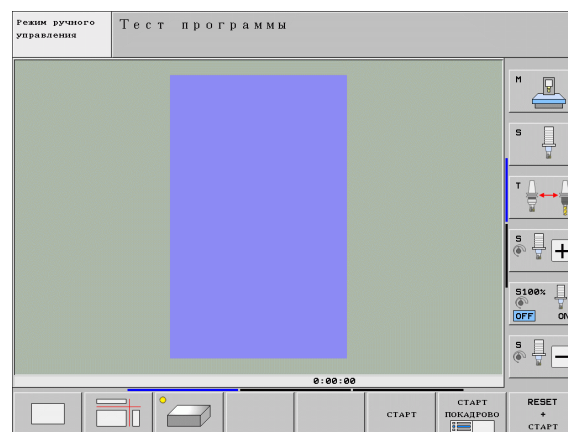 Режим ручного
управления
Тест программы
M
S
T
S
S100%
OFF ON
S
0:00:00
СТАРТ
СТАРТ
ПОКАДРОВО
RESET
+
СТАРТ